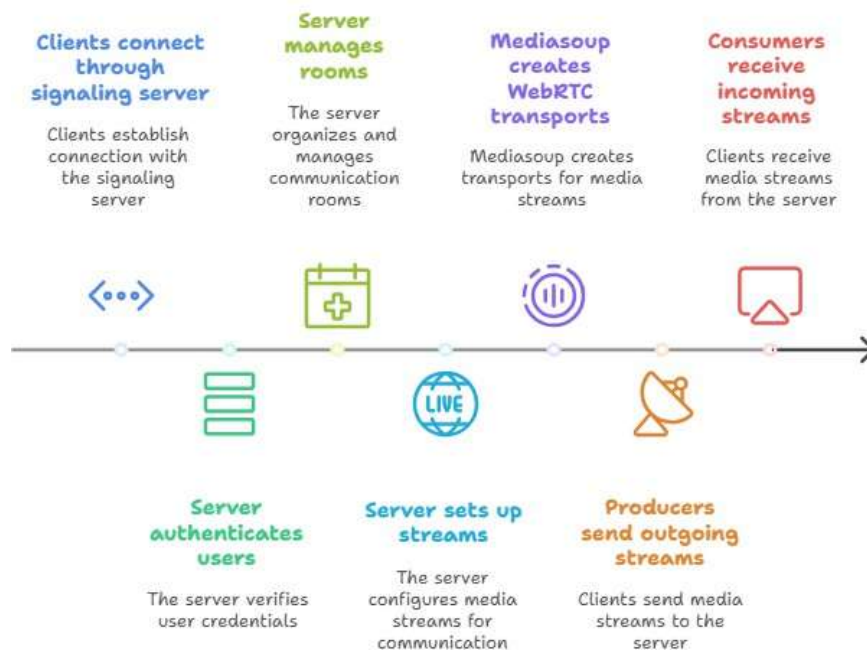 Clients connect
through
signaling server
Clients establish
connection with
the signaling
server
Server
manages
rooms
The server
organizes and
manages
communication
rooms
Mediasoup
creates
WebRTC
transports
Mediasoup creates
transports for media
streams
Consumers
receive
incoming
streams
Clients receive
media streams
from the server
LIVE
Server
authenticates
users
The server verifies
user credentials
Server sets up
streams
The server
configures media
streams for
communication
Producers
send outgoing
streams
Clients send media
streams to the
server